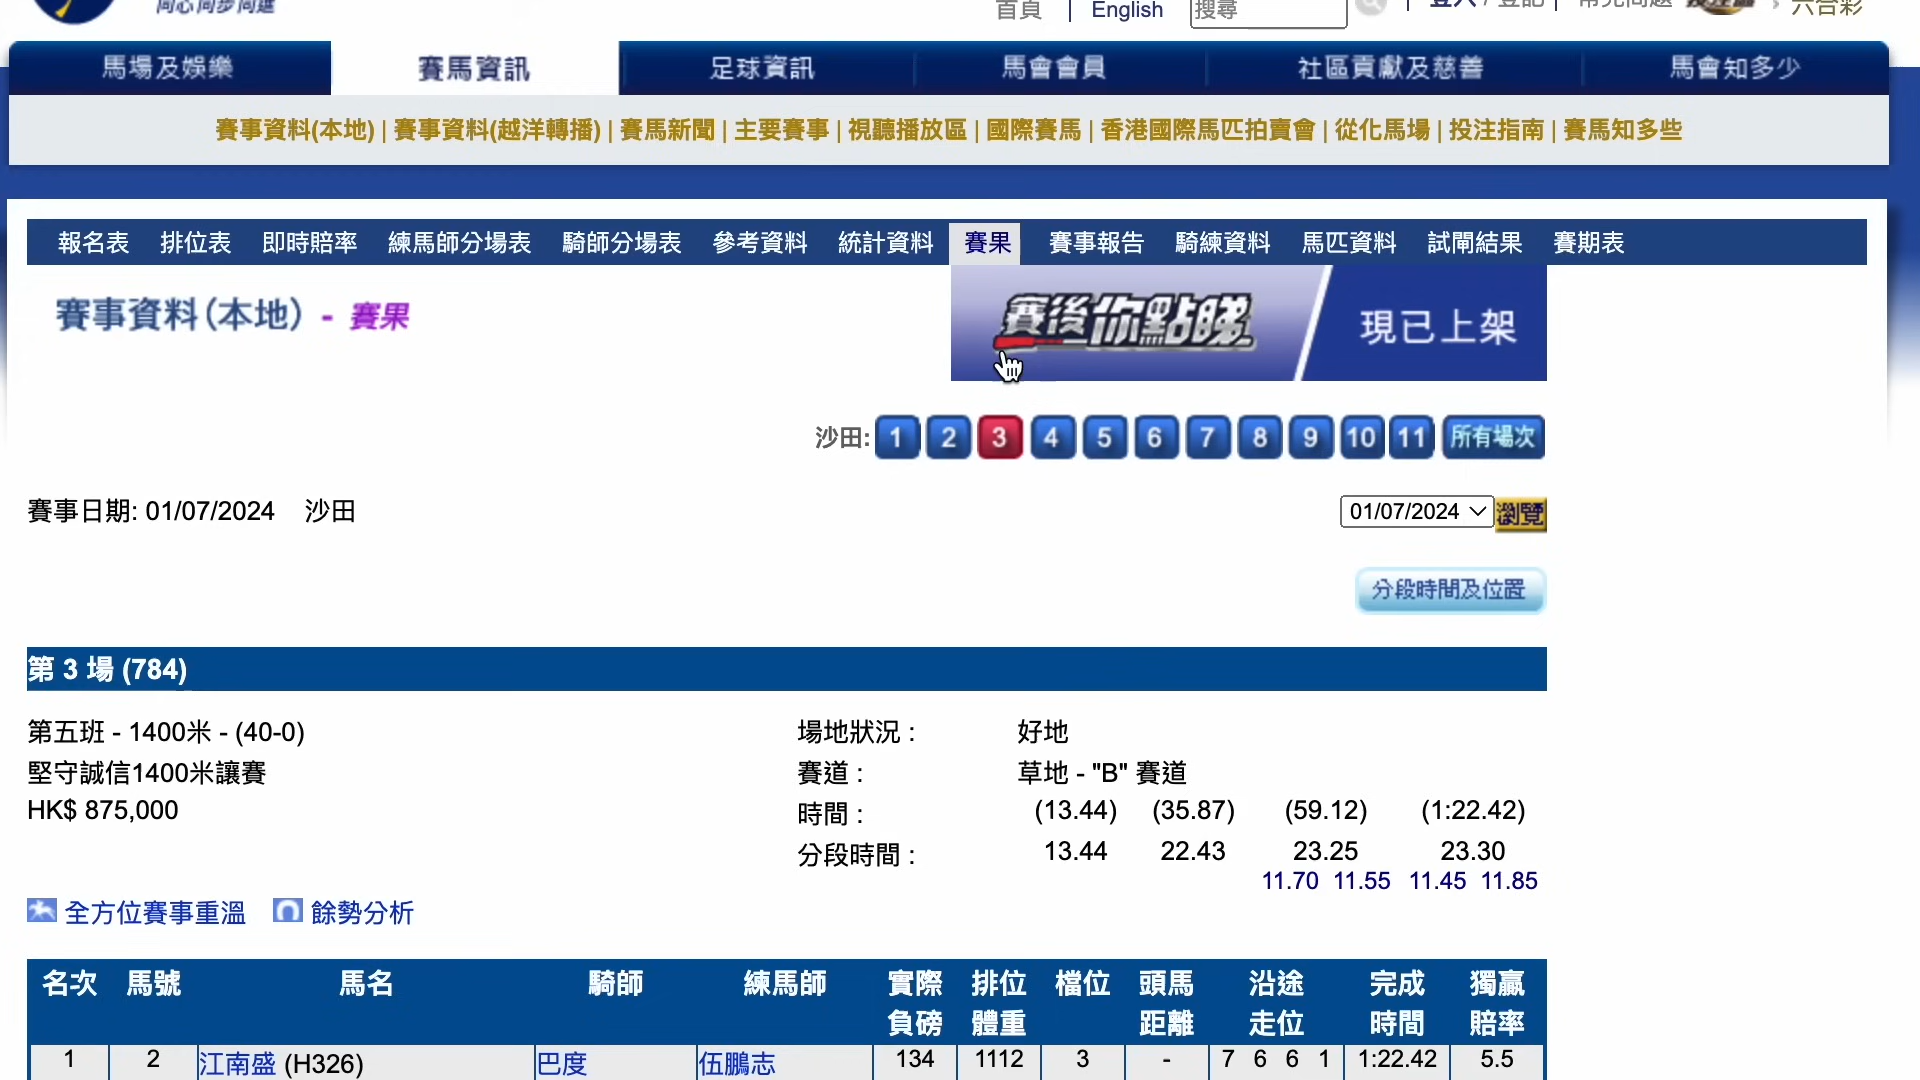 同心同步同進
首頁 | English 搜尋 | 登入 / 登記 | 常見問題 六合彩
馬場及娛樂 賽馬資訊 足球資訊 馬會會員 社區貢獻及慈善 馬會知多少
賽事資料(本地) | 賽事資料(越洋轉播) | 賽馬新聞 | 主要賽事 | 視聽播放區 | 國際賽馬 | 香港國際馬匹拍賣會 | 從化馬場 | 投注指南 | 賽馬知多些
報名表 排位表 即時賠率 練馬師分場表 騎師分場表 參考資料 統計資料 賽果 賽事報告 騎練資料 馬匹資料 試閘結果 賽期表
賽事資料(本地) - 賽果
賽後你點睇 現已上架
沙田: 1 2 3 4 5 6 7 8 9 10 11 所有場次
賽事日期: 01/07/2024 沙田 01/07/2024 瀏覽
分段時間及位置
第 3 場 (784)
第五班 - 1400米 - (40-0) 場地狀況 : 好地
堅守誠信1400米讓賽 賽道 : 草地 - "B" 賽道
HK$ 875,000 時間 : (13.44) (35.87) (59.12) (1:22.42)
分段時間 : 13.44 22.43 23.25 23.30
11.70 11.55 11.45 11.85
全方位賽事重溫 餘勢分析
名次 馬號 馬名 騎師 練馬師 實際負磅 排位體重 檔位 頭馬距離 沿途走位 完成時間 獨贏賠率
1 2 江南盛 (H326) 巴度 伍鵬志 134 1112 3 - 7 6 6 1 1:22.42 5.5